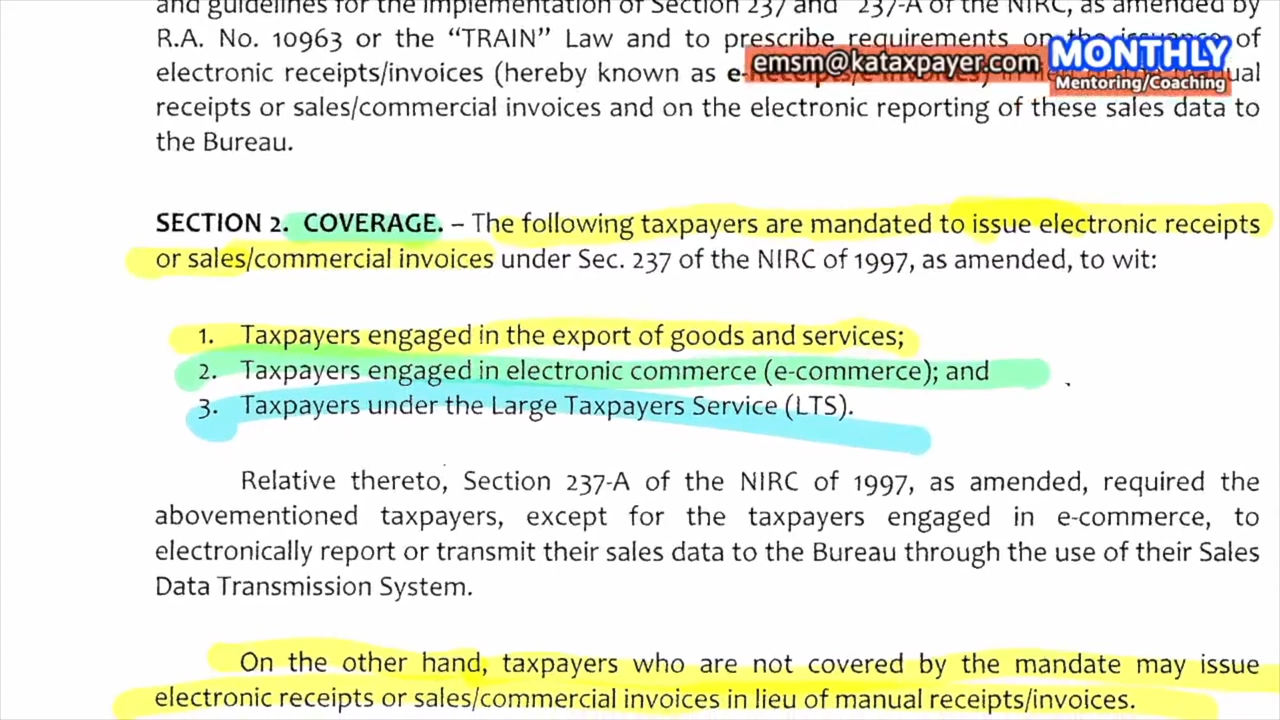 and guidelines for the implementation of Section 237 and 237-A of the NIRC, as amended by
R.A. No. 10963 or the “TRAIN” Law and to prescribe requirements on the issuance of
electronic receipts/invoices (hereby known as e-Receipts/e-Invoices) in lieu of manual
receipts or sales/commercial invoices and on the electronic reporting of these sales data to
the Bureau.
emsm@kataxpayer.com
MONTHLY
Mentoring/Coaching
SECTION 2. COVERAGE. – The following taxpayers are mandated to issue electronic receipts
or sales/commercial invoices under Sec. 237 of the NIRC of 1997, as amended, to wit:
1. Taxpayers engaged in the export of goods and services;
2. Taxpayers engaged in electronic commerce (e-commerce); and
3. Taxpayers under the Large Taxpayers Service (LTS).
Relative thereto, Section 237-A of the NIRC of 1997, as amended, required the
abovementioned taxpayers, except for the taxpayers engaged in e-commerce, to
electronically report or transmit their sales data to the Bureau through the use of their Sales
Data Transmission System.
On the other hand, taxpayers who are not covered by the mandate may issue
electronic receipts or sales/commercial invoices in lieu of manual receipts/invoices.